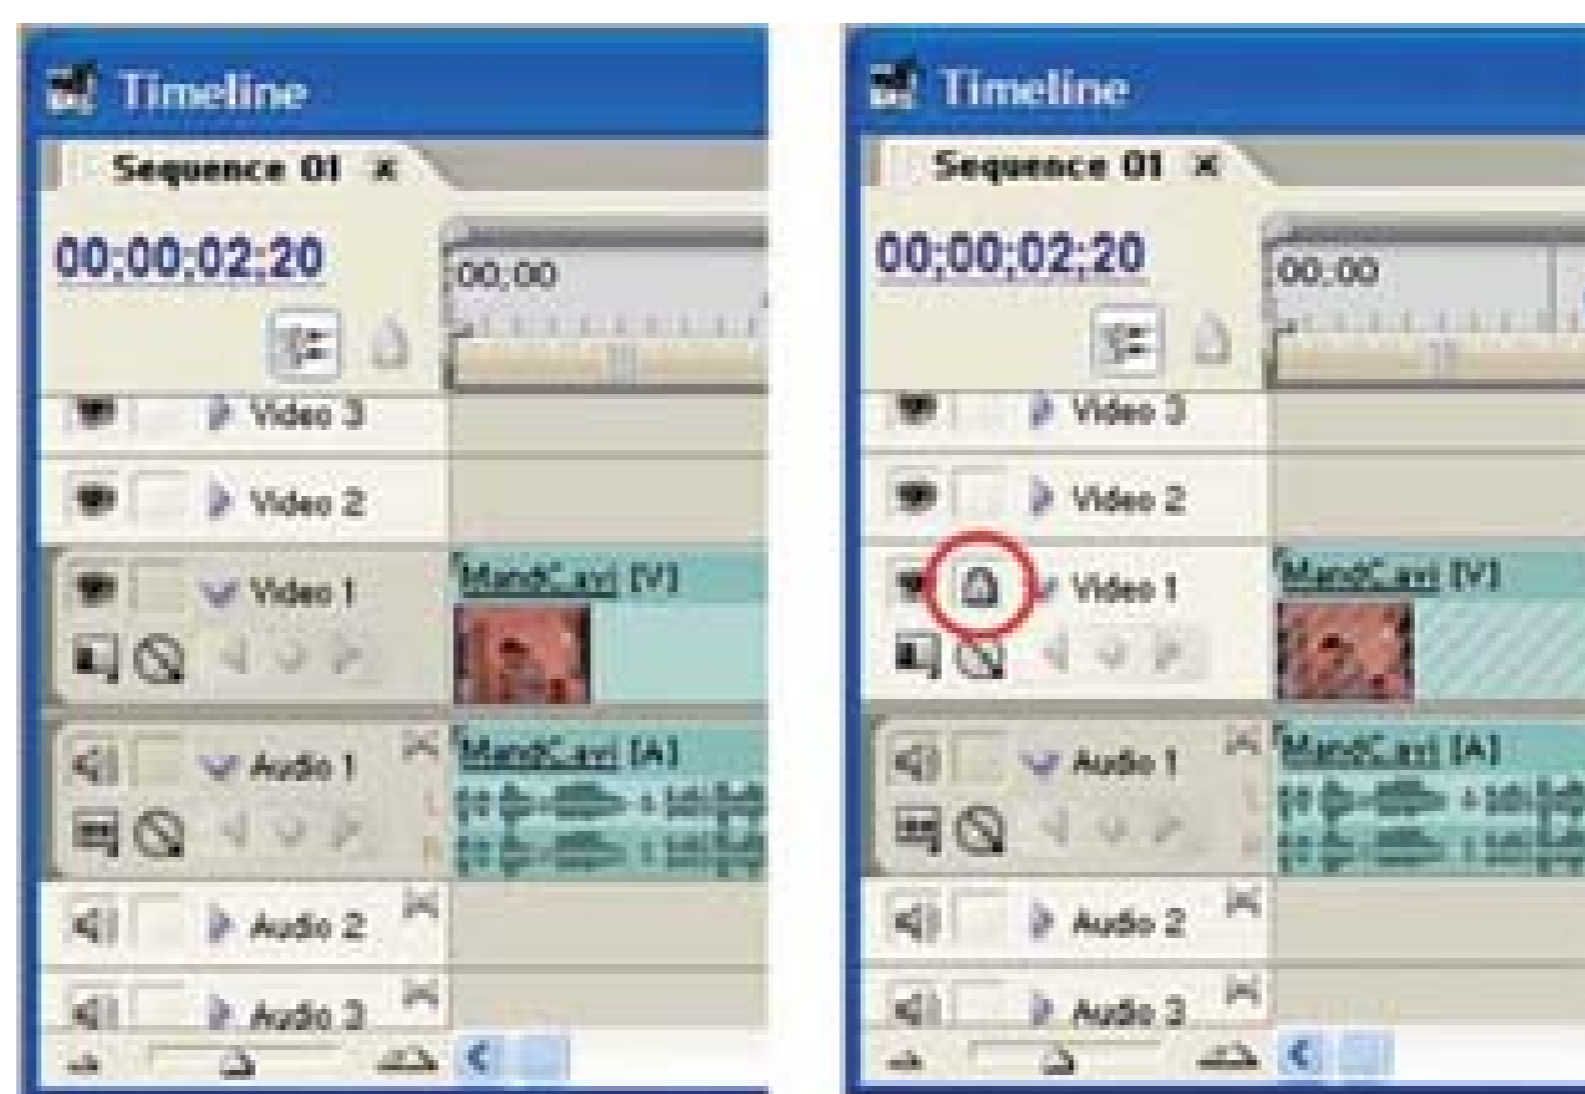 Timeline
Sequence 01 x
00;00;02;20
00;00
Video 3
Video 2
Video 1
MandC.avi [V]
Audio 1
MandC.avi [A]
Audio 2
Audio 3
Timeline
Sequence 01 x
00;00;02;20
00;00
Video 3
Video 2
Video 1
MandC.avi [V]
Audio 1
MandC.avi [A]
Audio 2
Audio 3